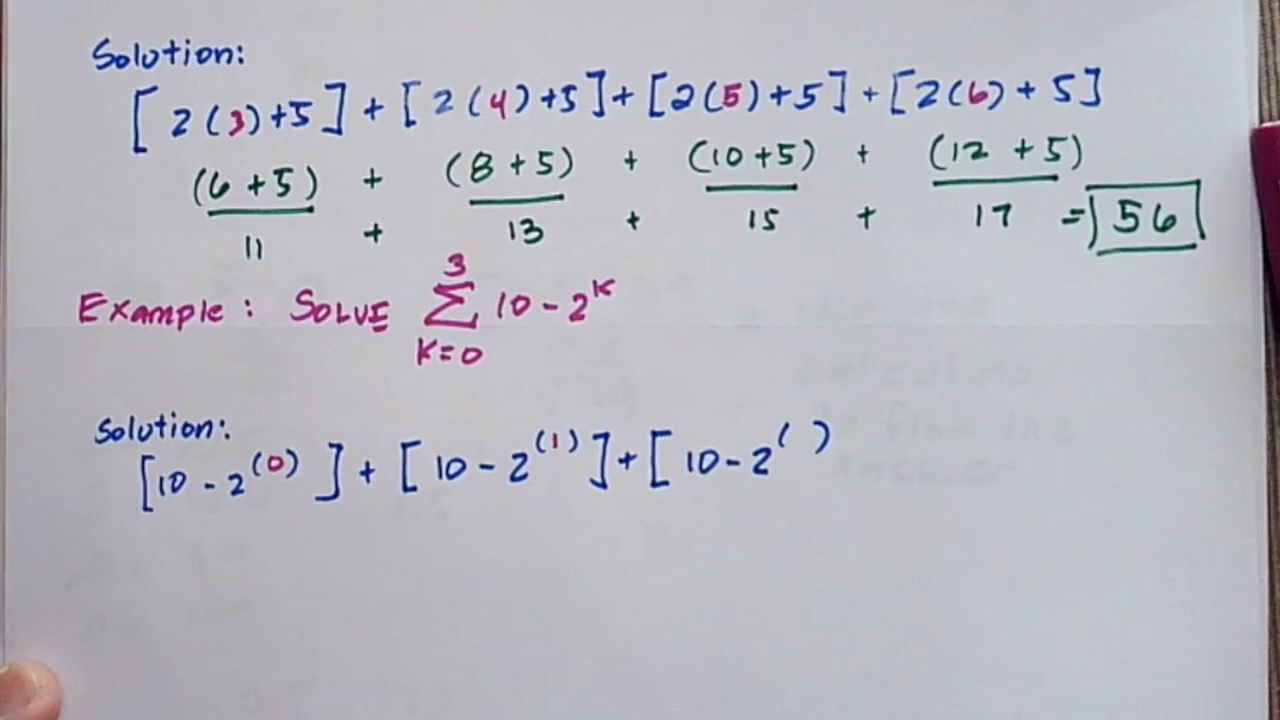 Solution:
[ 2(3)+5] + [2(4)+5]+[2(5)+5] + [2(6)+5]
(6+5) + (8+5) + (10+5) + (12+5)
11 + 13 + 15 + 17 = 56
3
Example: SOLVE Σ 10-2^K
K=0
Solution:
[10-2^(0)] + [10-2^(1)]+[10-2^( )